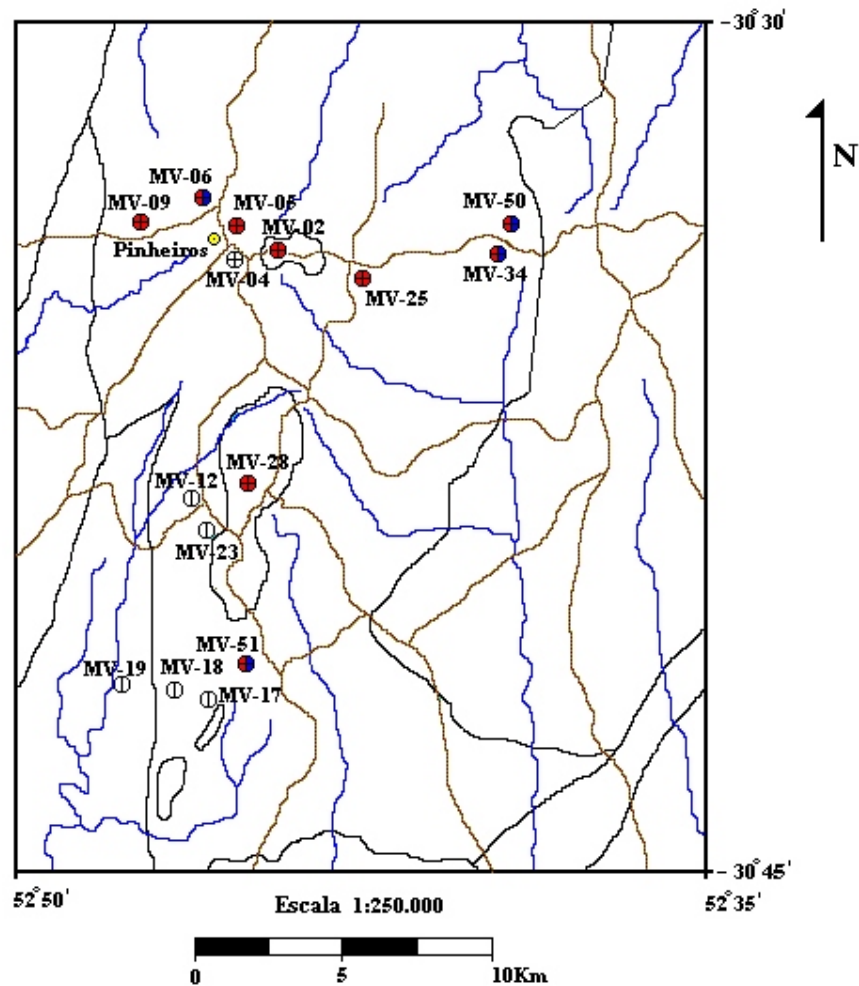 30° 30'
N
MV-06
MV-09
MV-05
MV-50
MV-02
Pinheiros
MV-04
MV-34
MV-25
MV-28
MV-12
MV-23
MV-51
MV-19
MV-18
MV-17
30° 45'
52° 50'
52° 35'
Escala 1:250.000
0
5
10Km